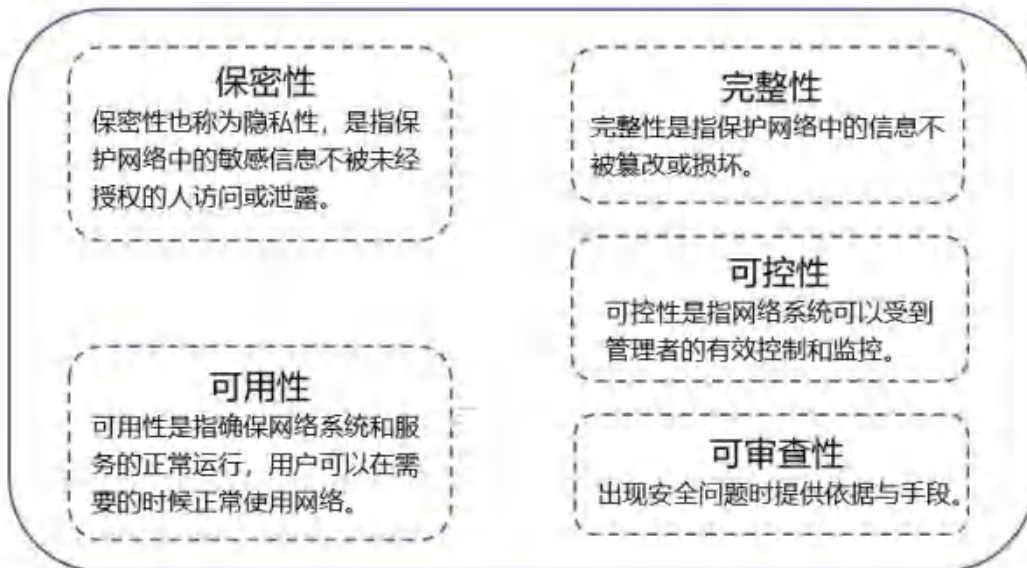 保密性
保密性也称为隐私性，是指保
护网络中的敏感信息不被未经
授权的人访问或泄露。
完整性
完整性是指保护网络中的信息不
被篡改或损坏。
可控性
可控性是指网络系统可以受到
管理者的有效控制和监控。
可用性
可用性是指确保网络系统和服
务的正常运行，用户可以在需
要的时候正常使用网络。
可审查性
出现安全问题时提供依据与手段。